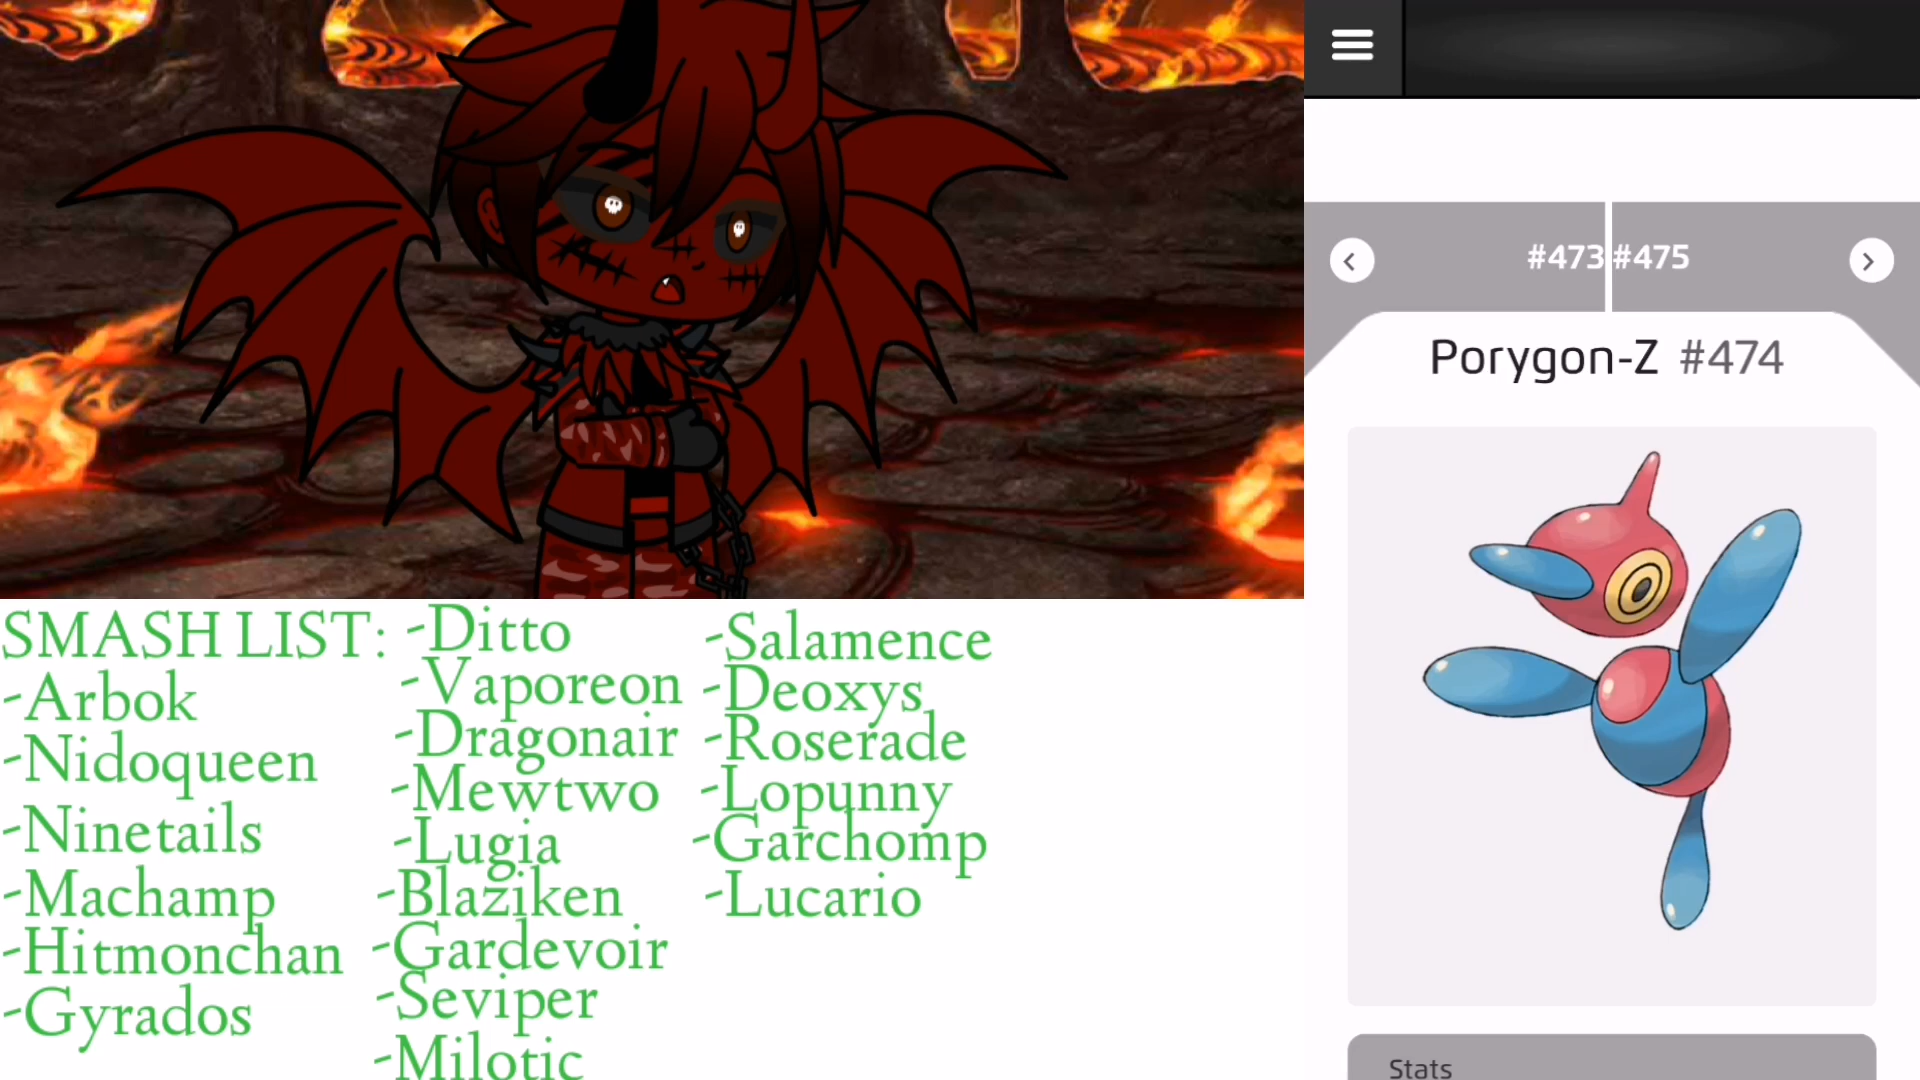 #473 #475
Porygon-Z #474
Stats
SMASH LIST:
-Arbok
-Nidoqueen
-Ninetails
-Machamp
-Hitmonchan
-Gyrados
-Ditto
-Vaporeon
-Dragonair
-Mewtwo
-Lugia
-Blaziken
-Gardevoir
-Seviper
-Milotic
-Salamence
-Deoxys
-Roserade
-Lopunny
-Garchomp
-Lucario